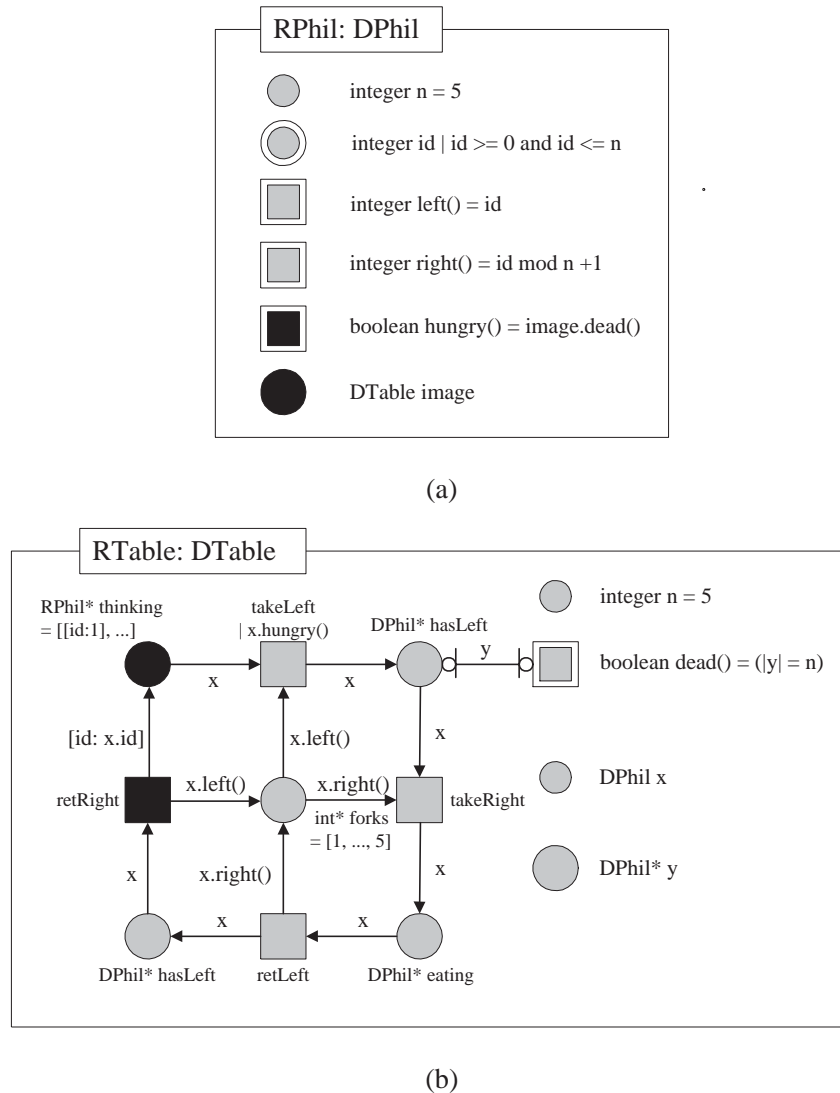 RPhil: DPhil
integer n = 5
integer id | id >= 0 and id <= n
integer left() = id
integer right() = id mod n +1
boolean hungry() = image.dead()
DTable image
(a)
RTable: DTable
RPhil* thinking
= [[id:1], ...]
takeLeft
| x.hungry()
DPhil* hasLeft
integer n = 5
x
x
y
boolean dead() = (|y| = n)
[id: x.id]
x.left()
x
retRight
x.left()
x.right()
takeRight
DPhil x
int* forks
= [1, ..., 5]
x
x.right()
x
DPhil* y
x
x
DPhil* hasLeft
retLeft
DPhil* eating
(b)